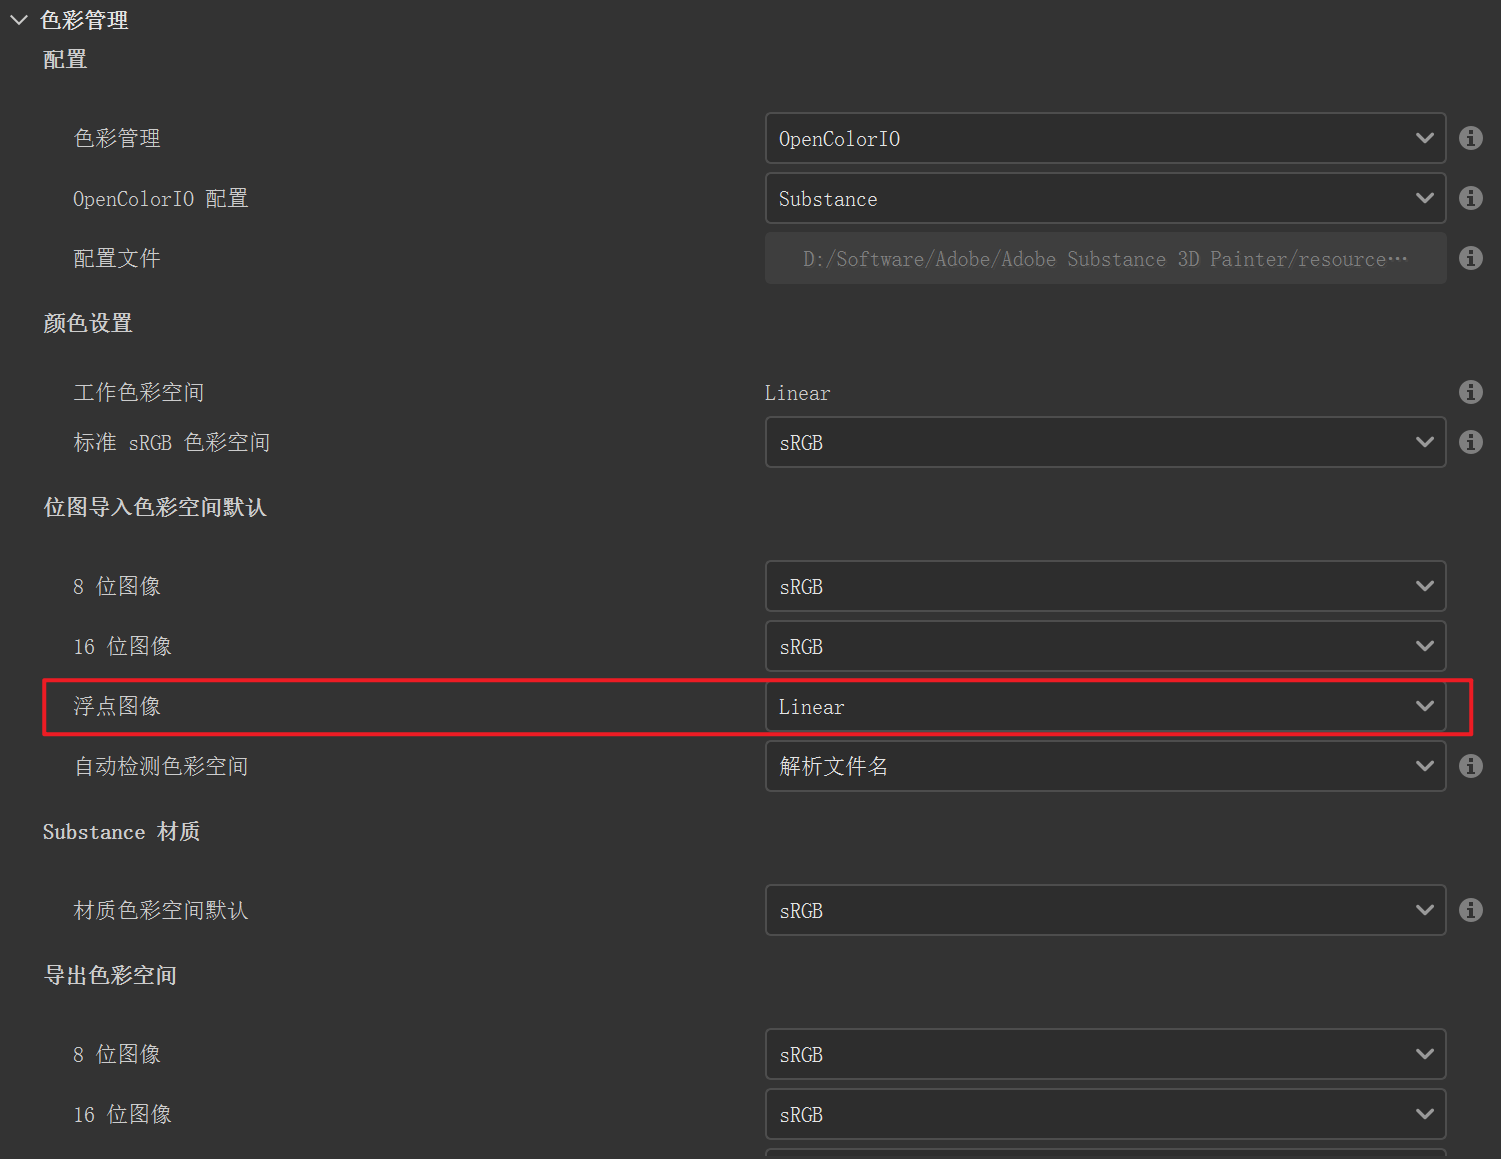 色彩管理
配置
色彩管理 OpenColorIO
OpenColorIO 配置 Substance
配置文件 D:/Software/Adobe/Adobe Substance 3D Painter/resource…
颜色设置
工作色彩空间 Linear
标准 sRGB 色彩空间 sRGB
位图导入色彩空间默认
8 位图像 sRGB
16 位图像 sRGB
浮点图像 Linear
自动检测色彩空间 解析文件名
Substance 材质
材质色彩空间默认 sRGB
导出色彩空间
8 位图像 sRGB
16 位图像 sRGB